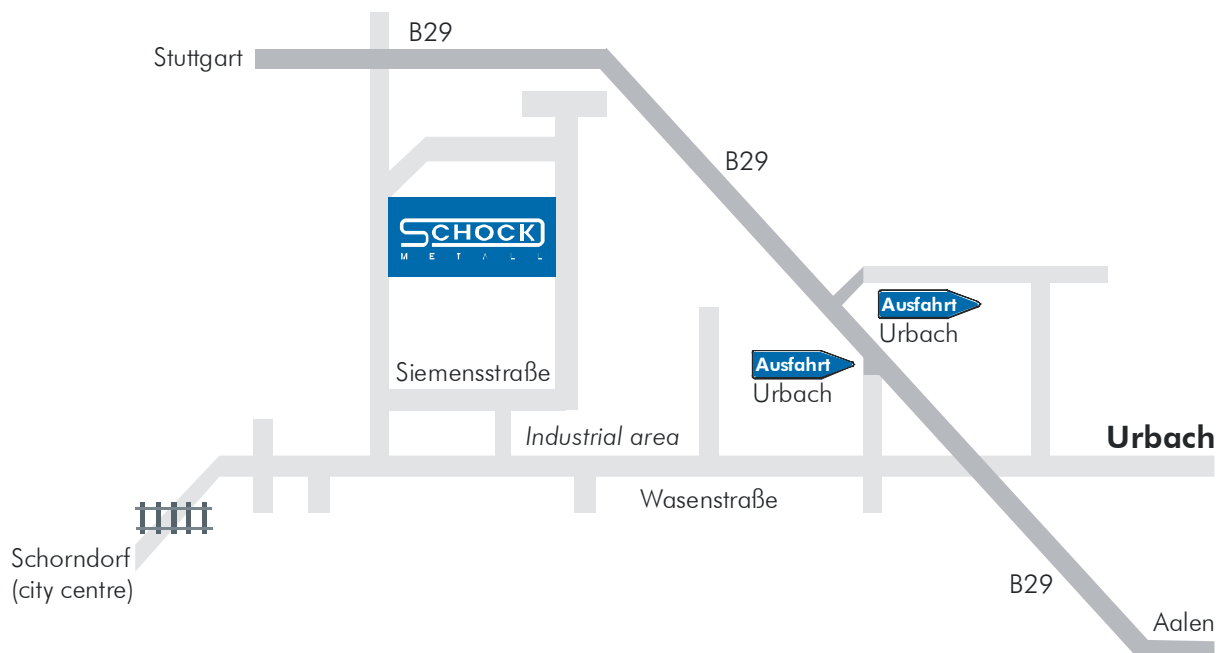 B29
Stuttgart
B29
SCHOCK
METALL
Ausfahrt
Urbach
Ausfahrt
Urbach
Siemensstraße
Industrial area
Urbach
Wasenstraße
Schorndorf
(city centre)
B29
Aalen